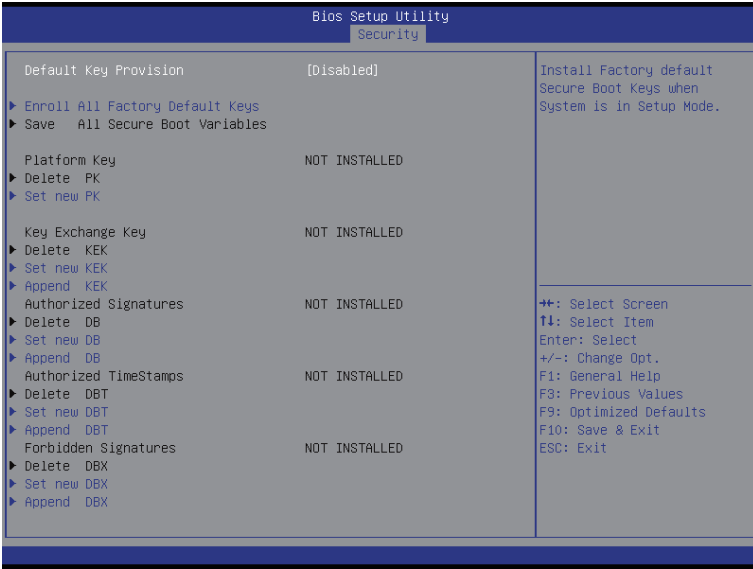 Bios Setup Utility
Security
Default Key Provision [Disabled]
Enroll All Factory Default Keys
Save All Secure Boot Variables
Platform Key NOT INSTALLED
Delete PK
Set new PK
Key Exchange Key NOT INSTALLED
Delete KEK
Set new KEK
Append KEK
Authorized Signatures NOT INSTALLED
Delete DB
Set new DB
Append DB
Authorized TimeStamps NOT INSTALLED
Delete DBT
Set new DBT
Append DBT
Forbidden Signatures NOT INSTALLED
Delete DBX
Set new DBX
Append DBX
Install Factory default
Secure Boot Keys when
System is in Setup Mode.
→←: Select Screen
↑↓: Select Item
Enter: Select
+/-: Change Opt.
F1: General Help
F3: Previous Values
F9: Optimized Defaults
F10: Save & Exit
ESC: Exit